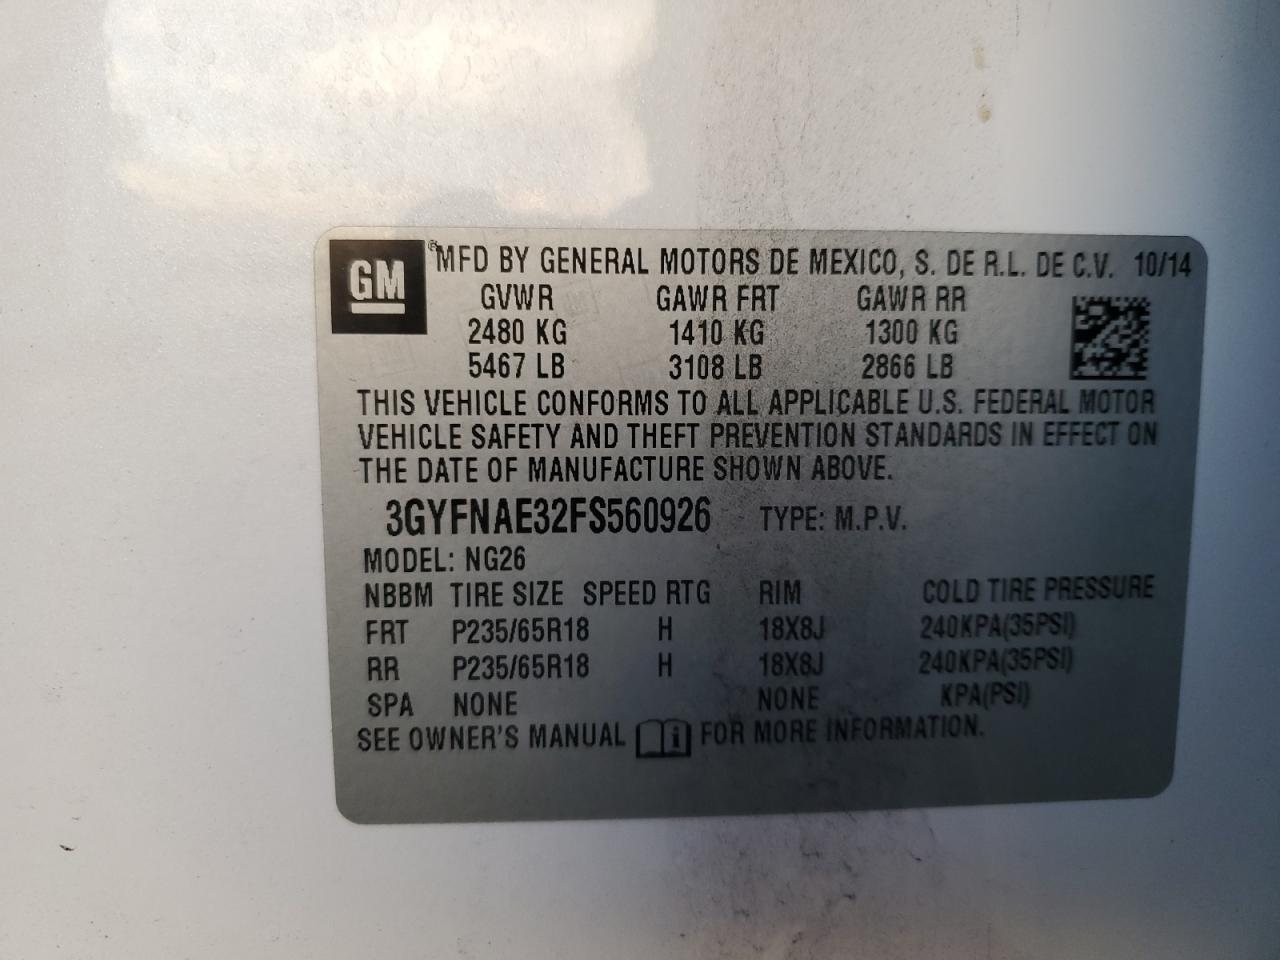 GM ® MFD BY GENERAL MOTORS DE MEXICO, S. DE R.L. DE C.V. 10/14
GVWR GAWR FRT GAWR RR
2480 KG 1410 KG 1300 KG
5467 LB 3108 LB 2866 LB
THIS VEHICLE CONFORMS TO ALL APPLICABLE U.S. FEDERAL MOTOR
VEHICLE SAFETY AND THEFT PREVENTION STANDARDS IN EFFECT ON
THE DATE OF MANUFACTURE SHOWN ABOVE.
3GYFNAE32FS560926 TYPE: M.P.V.
MODEL: NG26
NBBM TIRE SIZE SPEED RTG RIM COLD TIRE PRESSURE
FRT P235/65R18 H 18X8J 240KPA(35PSI)
RR P235/65R18 H 18X8J 240KPA(35PSI)
SPA NONE NONE KPA(PSI)
SEE OWNER'S MANUAL i FOR MORE INFORMATION.